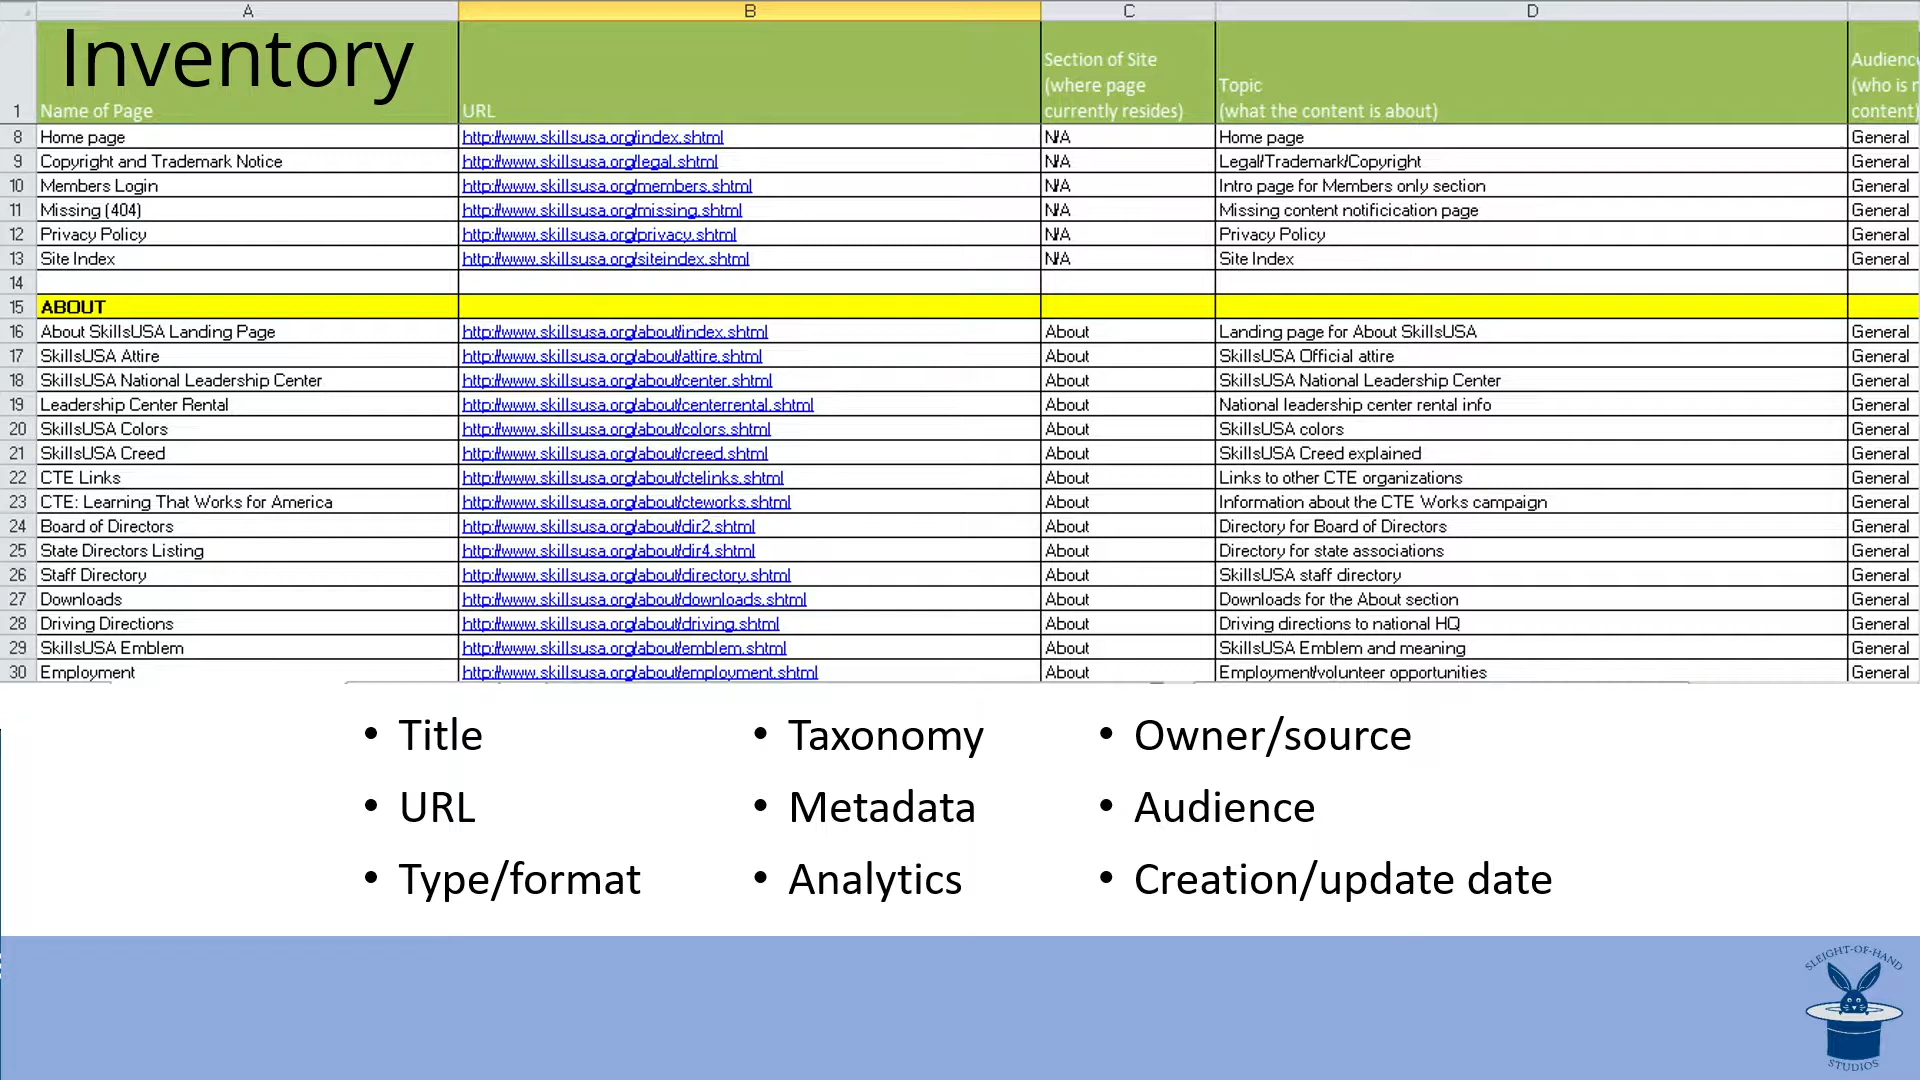 A B C D
Inventory
1 Name of Page URL Section of Site (where page currently resides) Topic (what the content is about) Audienc (who is r content)
8 Home page http://www.skillsusa.org/index.shtml N/A Home page General
9 Copyright and Trademark Notice http://www.skillsusa.org/legal.shtml N/A Legal/Trademark/Copyright General
10 Members Login http://www.skillsusa.org/members.shtml N/A Intro page for Members only section General
11 Missing (404) http://www.skillsusa.org/missing.shtml N/A Missing content notificication page General
12 Privacy Policy http://www.skillsusa.org/privacy.shtml N/A Privacy Policy General
13 Site Index http://www.skillsusa.org/siteindex.shtml N/A Site Index General
14
15 ABOUT
16 About SkillsUSA Landing Page http://www.skillsusa.org/about/index.shtml About Landing page for About SkillsUSA General
17 SkillsUSA Attire http://www.skillsusa.org/about/attire.shtml About SkillsUSA Official attire General
18 SkillsUSA National Leadership Center http://www.skillsusa.org/about/center.shtml About SkillsUSA National Leadership Center General
19 Leadership Center Rental http://www.skillsusa.org/about/centerrental.shtml About National leadership center rental info General
20 SkillsUSA Colors http://www.skillsusa.org/about/colors.shtml About SkillsUSA colors General
21 SkillsUSA Creed http://www.skillsusa.org/about/creed.shtml About SkillsUSA Creed explained General
22 CTE Links http://www.skillsusa.org/about/ctelinks.shtml About Links to other CTE organizations General
23 CTE: Learning That Works for America http://www.skillsusa.org/about/cteworks.shtml About Information about the CTE Works campaign General
24 Board of Directors http://www.skillsusa.org/about/dir2.shtml About Directory for Board of Directors General
25 State Directors Listing http://www.skillsusa.org/about/dir4.shtml About Directory for state associations General
26 Staff Directory http://www.skillsusa.org/about/directory.shtml About SkillsUSA staff directory General
27 Downloads http://www.skillsusa.org/about/downloads.shtml About Downloads for the About section General
28 Driving Directions http://www.skillsusa.org/about/driving.shtml About Driving directions to national HQ General
29 SkillsUSA Emblem http://www.skillsusa.org/about/emblem.shtml About SkillsUSA Emblem and meaning General
30 Employment http://www.skillsusa.org/about/employment.shtml About Employment/volunteer opportunities General
• Title
• URL
• Type/format
• Taxonomy
• Metadata
• Analytics
• Owner/source
• Audience
• Creation/update date
SLEIGHT-OF-HAND
STUDIOS